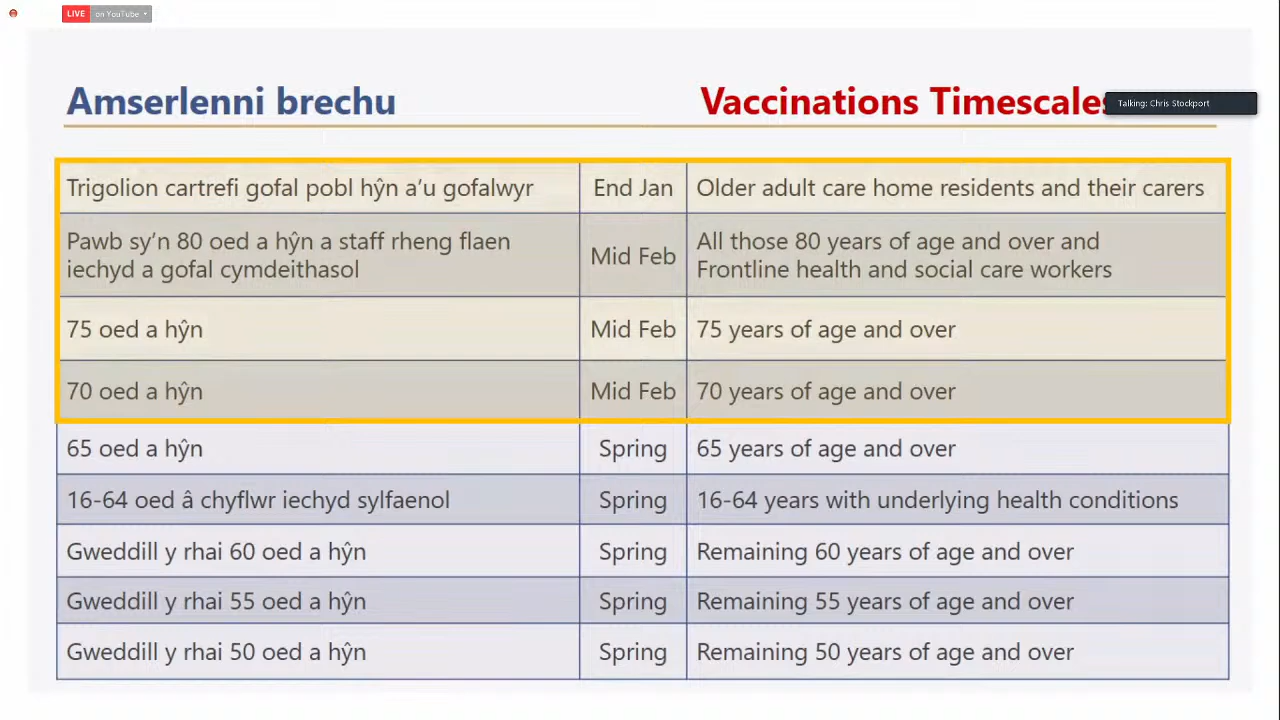 LIVE on YouTube
Amserlenni brechu
Vaccinations Timescales
Talking: Chris Stockport
Trigolion cartrefi gofal pobl hŷn a’u gofalwyr
End Jan
Older adult care home residents and their carers
Pawb sy’n 80 oed a hŷn a staff rheng flaen
iechyd a gofal cymdeithasol
Mid Feb
All those 80 years of age and over and
Frontline health and social care workers
75 oed a hŷn
Mid Feb
75 years of age and over
70 oed a hŷn
Mid Feb
70 years of age and over
65 oed a hŷn
Spring
65 years of age and over
16-64 oed â chyflwr iechyd sylfaenol
Spring
16-64 years with underlying health conditions
Gweddill y rhai 60 oed a hŷn
Spring
Remaining 60 years of age and over
Gweddill y rhai 55 oed a hŷn
Spring
Remaining 55 years of age and over
Gweddill y rhai 50 oed a hŷn
Spring
Remaining 50 years of age and over